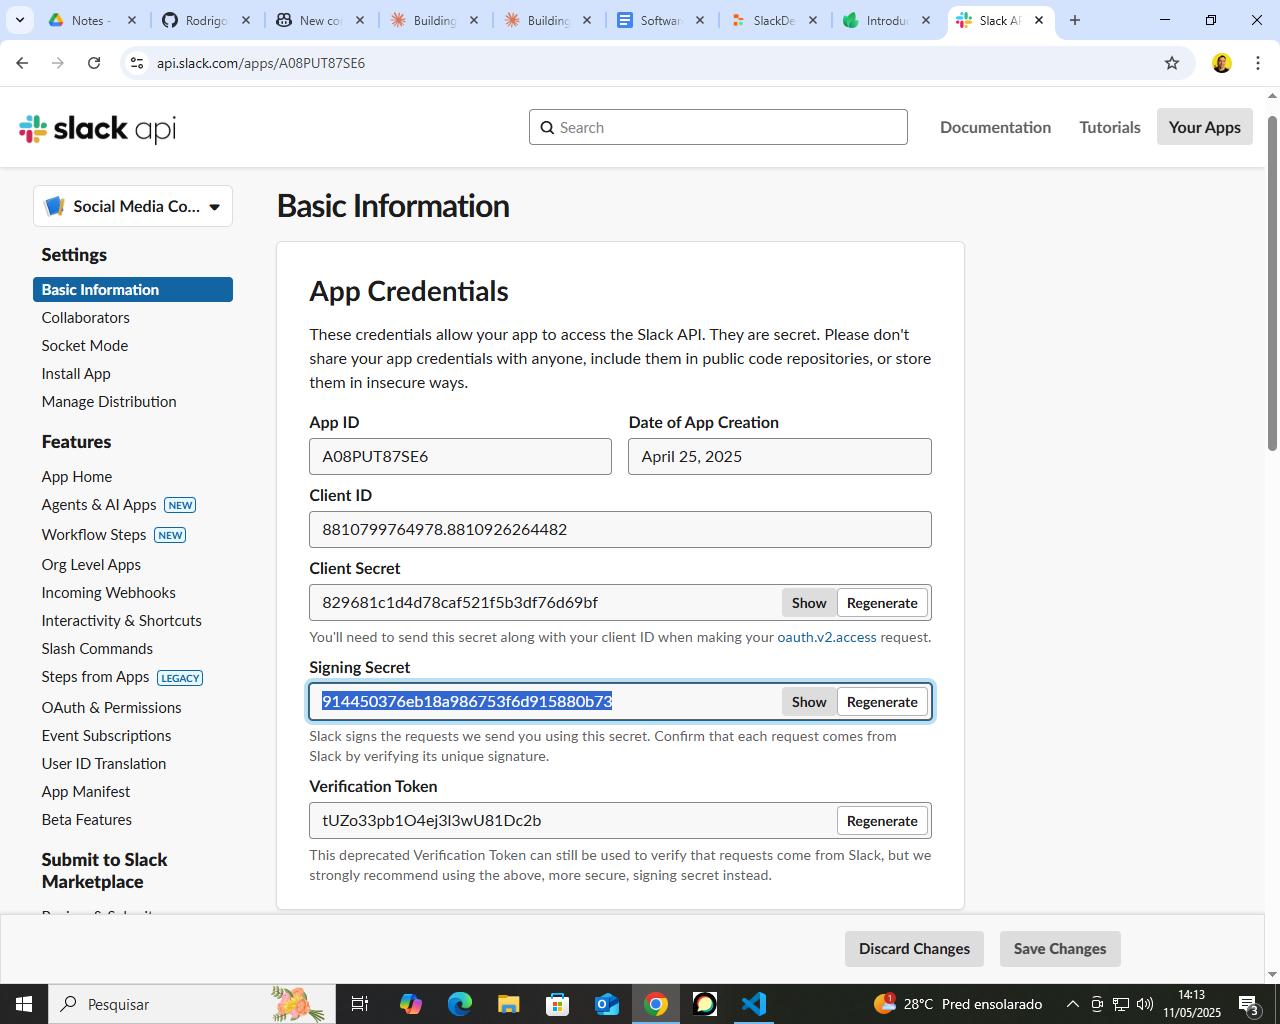 Notes -
Rodrigo
New co
Building
Building
Softwar
SlackDe
Introdu
Slack AP
api.slack.com/apps/A08PUT87SE6
slack api
Search
Documentation
Tutorials
Your Apps
Social Media Co...
Settings
Basic Information
Collaborators
Socket Mode
Install App
Manage Distribution
Features
App Home
Agents & AI Apps NEW
Workflow Steps NEW
Org Level Apps
Incoming Webhooks
Interactivity & Shortcuts
Slash Commands
Steps from Apps LEGACY
OAuth & Permissions
Event Subscriptions
User ID Translation
App Manifest
Beta Features
Submit to Slack
Marketplace
Basic Information
App Credentials
These credentials allow your app to access the Slack API. They are secret. Please don't
share your app credentials with anyone, include them in public code repositories, or store
them in insecure ways.
App ID
Date of App Creation
A08PUT87SE6
April 25, 2025
Client ID
8810799764978.8810926264482
Client Secret
829681c1d4d78caf521f5b3df76d69bf
Show
Regenerate
You'll need to send this secret along with your client ID when making your oauth.v2.access request.
Signing Secret
914450376eb18a986753f6d915880b73
Show
Regenerate
Slack signs the requests we send you using this secret. Confirm that each request comes from
Slack by verifying its unique signature.
Verification Token
tUZo33pb1O4ej3l3wU81Dc2b
Regenerate
This deprecated Verification Token can still be used to verify that requests come from Slack, but we
strongly recommend using the above, more secure, signing secret instead.
Discard Changes
Save Changes
Pesquisar
1
28°C Pred ensolarado
14:13
11/05/2025
3